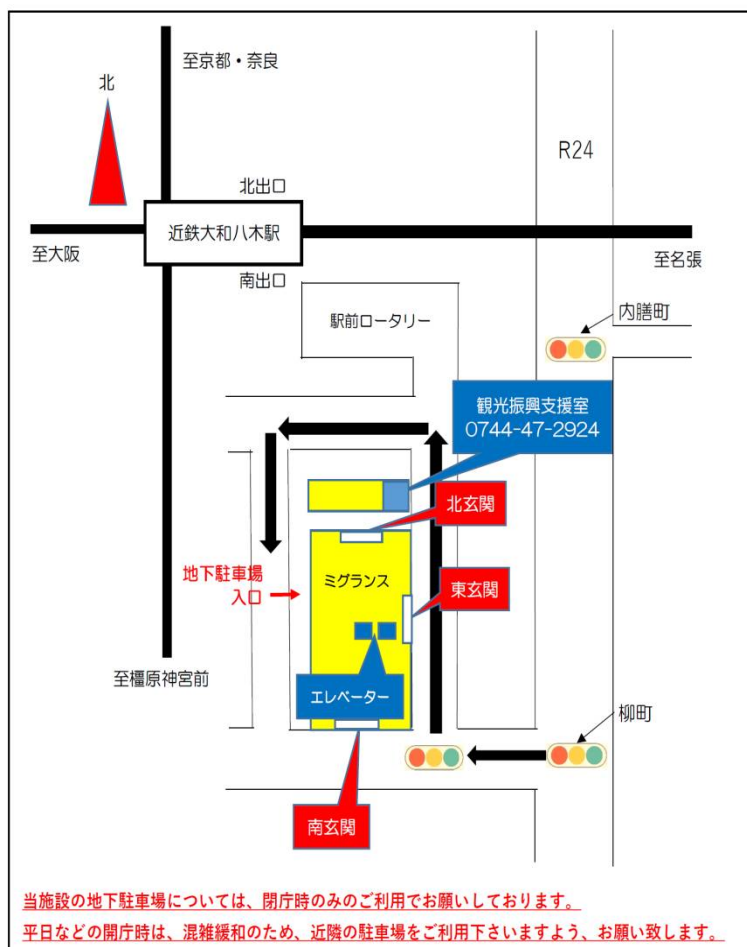 至京都・奈良
北
R24
北出口
近鉄大和八木駅
至大阪
至名張
南出口
内膳町
駅前ロータリー
観光振興支援室
0744-47-2924
北玄関
地下駐車場
入口
ミグランス
東玄関
至橿原神宮前
エレベーター
柳町
南玄関
当施設の地下駐車場については、閉庁時のみのご利用でお願いしております。
平日などの開庁時は、混雑緩和のため、近隣の駐車場をご利用下さいますよう、お願い致します。